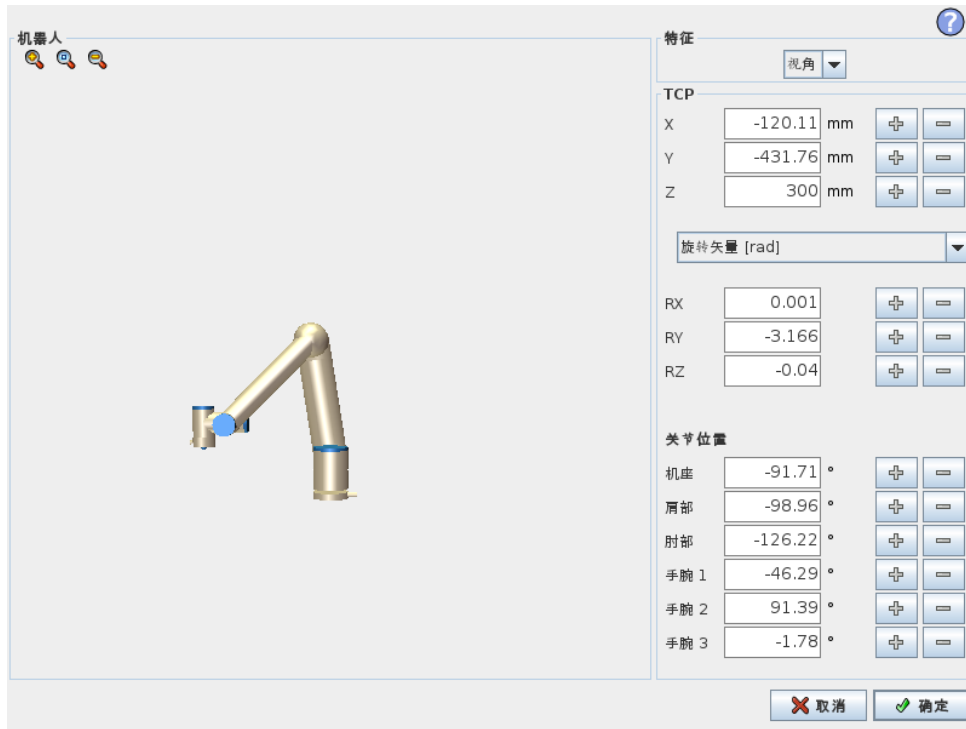 机器人
特征
?
视角
TCP
X -120.11 mm
Y -431.76 mm
Z 300 mm
旋转矢量 [rad]
RX 0.001
RY -3.166
RZ -0.04
关节位置
机座 -91.71 °
肩部 -98.96 °
肘部 -126.22 °
手腕 1 -46.29 °
手腕 2 91.39 °
手腕 3 -1.78 °
取消 确定